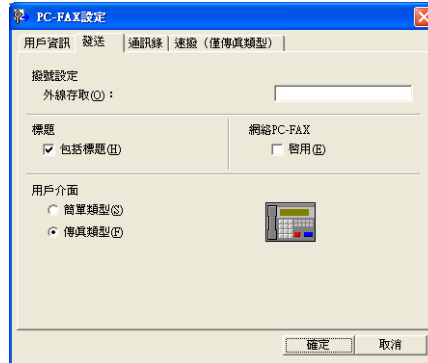 PC-FAX設定
用戶資訊 發送 通訊錄 速撥（僅傳真類型）
撥號設定
外線存取(O)：
標題 網絡PC-FAX
包括標題(H) 啓用(E)
用戶介面
簡單類型(S)
傳真類型(F)
確定 取消